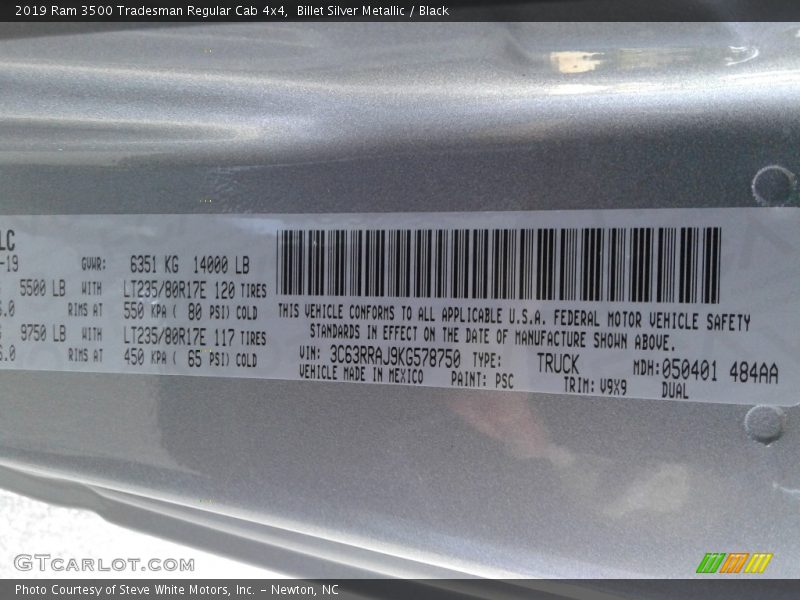 2019 Ram 3500 Tradesman Regular Cab 4x4,  Billet Silver Metallic / Black
LC
-19 GVWR: 6351 KG 14000 LB
5500 LB WITH LT235/80R17E 120 TIRES
6.0 RIMS AT 550 KPA ( 80 PSI) COLD
9750 LB WITH LT235/80R17E 117 TIRES
6.0 RIMS AT 450 KPA ( 65 PSI) COLD
THIS VEHICLE CONFORMS TO ALL APPLICABLE U.S.A. FEDERAL MOTOR VEHICLE SAFETY
STANDARDS IN EFFECT ON THE DATE OF MANUFACTURE SHOWN ABOVE.
VIN: 3C63RRAJ9KG578750 TYPE: TRUCK MDH: 050401 484AA
VEHICLE MADE IN MEXICO PAINT: PSC TRIM: V9X9 DUAL
GTCARLOT.COM
Photo Courtesy of Steve White Motors, Inc. – Newton, NC